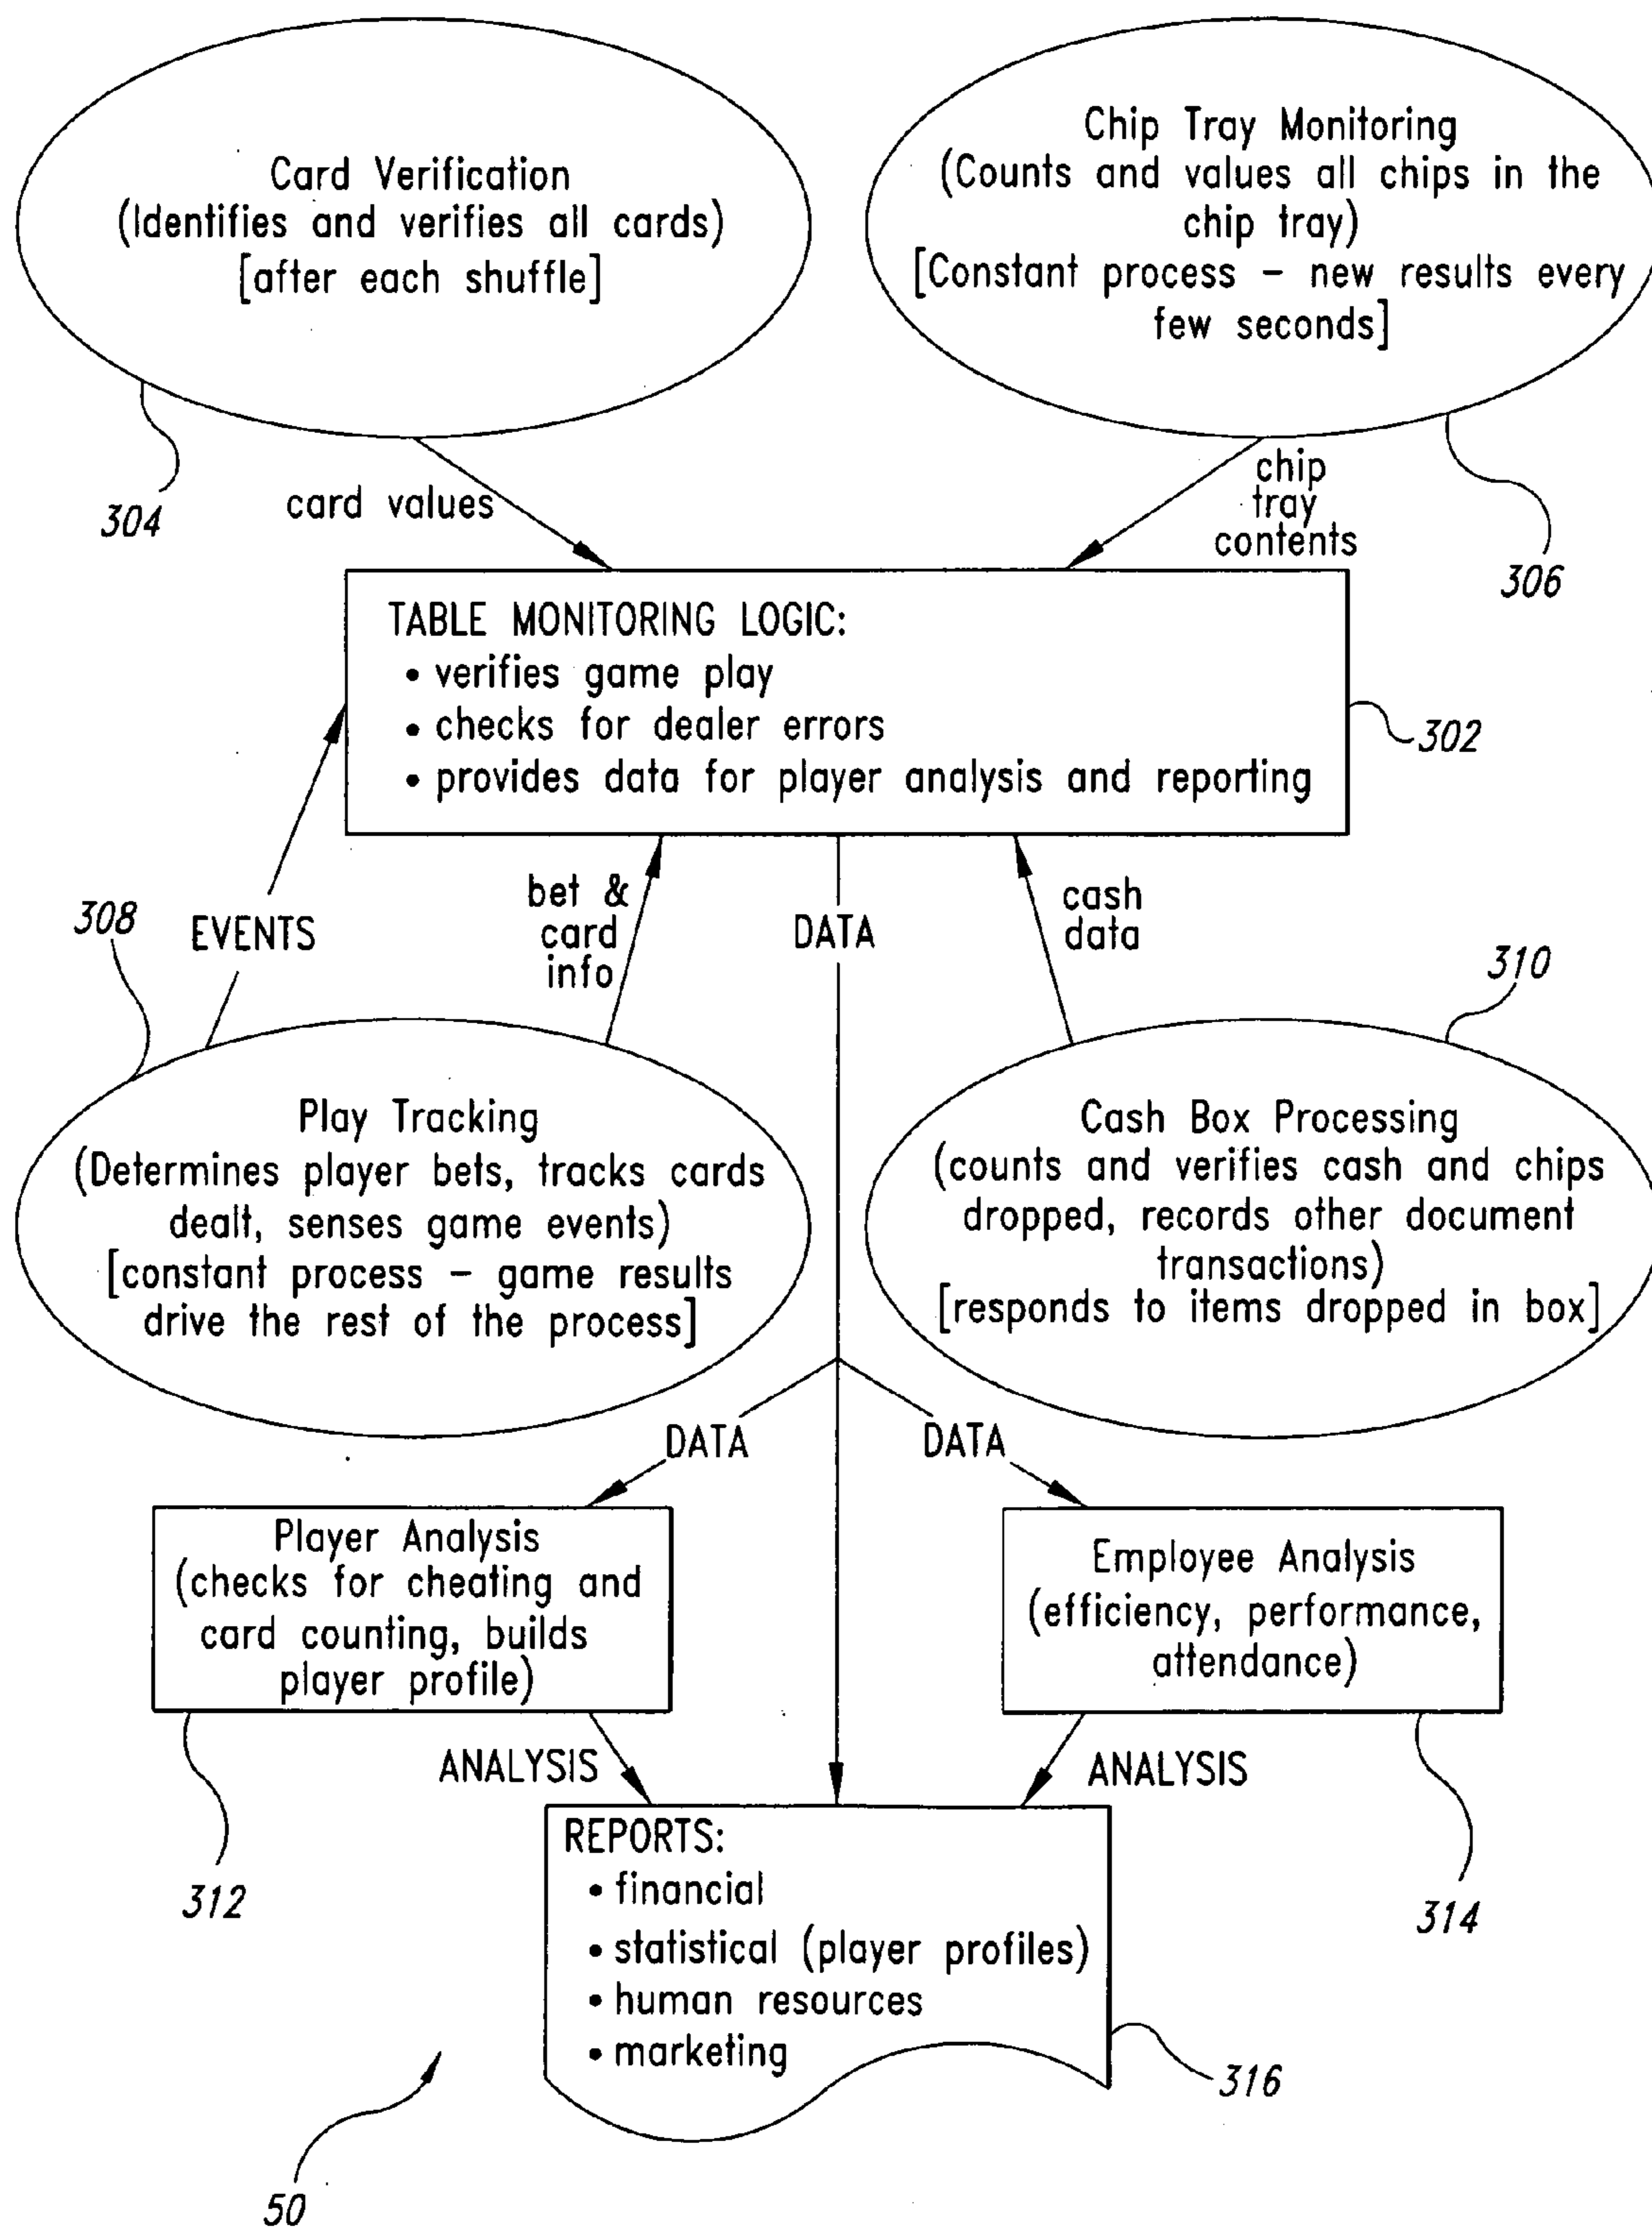 Card Verification
(Identifies and verifies all cards)
[after each shuffle]
Chip Tray Monitoring
(Counts and values all chips in the
chip tray)
[Constant process – new results every
few seconds]
304
card values
chip
tray
contents
306
TABLE MONITORING LOGIC:
• verifies game play
• checks for dealer errors
• provides data for player analysis and reporting
302
308
EVENTS
bet &
card
info
DATA
cash
data
310
Play Tracking
(Determines player bets, tracks cards
dealt, senses game events)
[constant process – game results
drive the rest of the process]
Cash Box Processing
(counts and verifies cash and chips
dropped, records other document
transactions)
[responds to items dropped in box]
DATA
DATA
Player Analysis
(checks for cheating and
card counting, builds
player profile)
Employee Analysis
(efficiency, performance,
attendance)
ANALYSIS
ANALYSIS
312
314
REPORTS:
• financial
• statistical (player profiles)
• human resources
• marketing
316
50